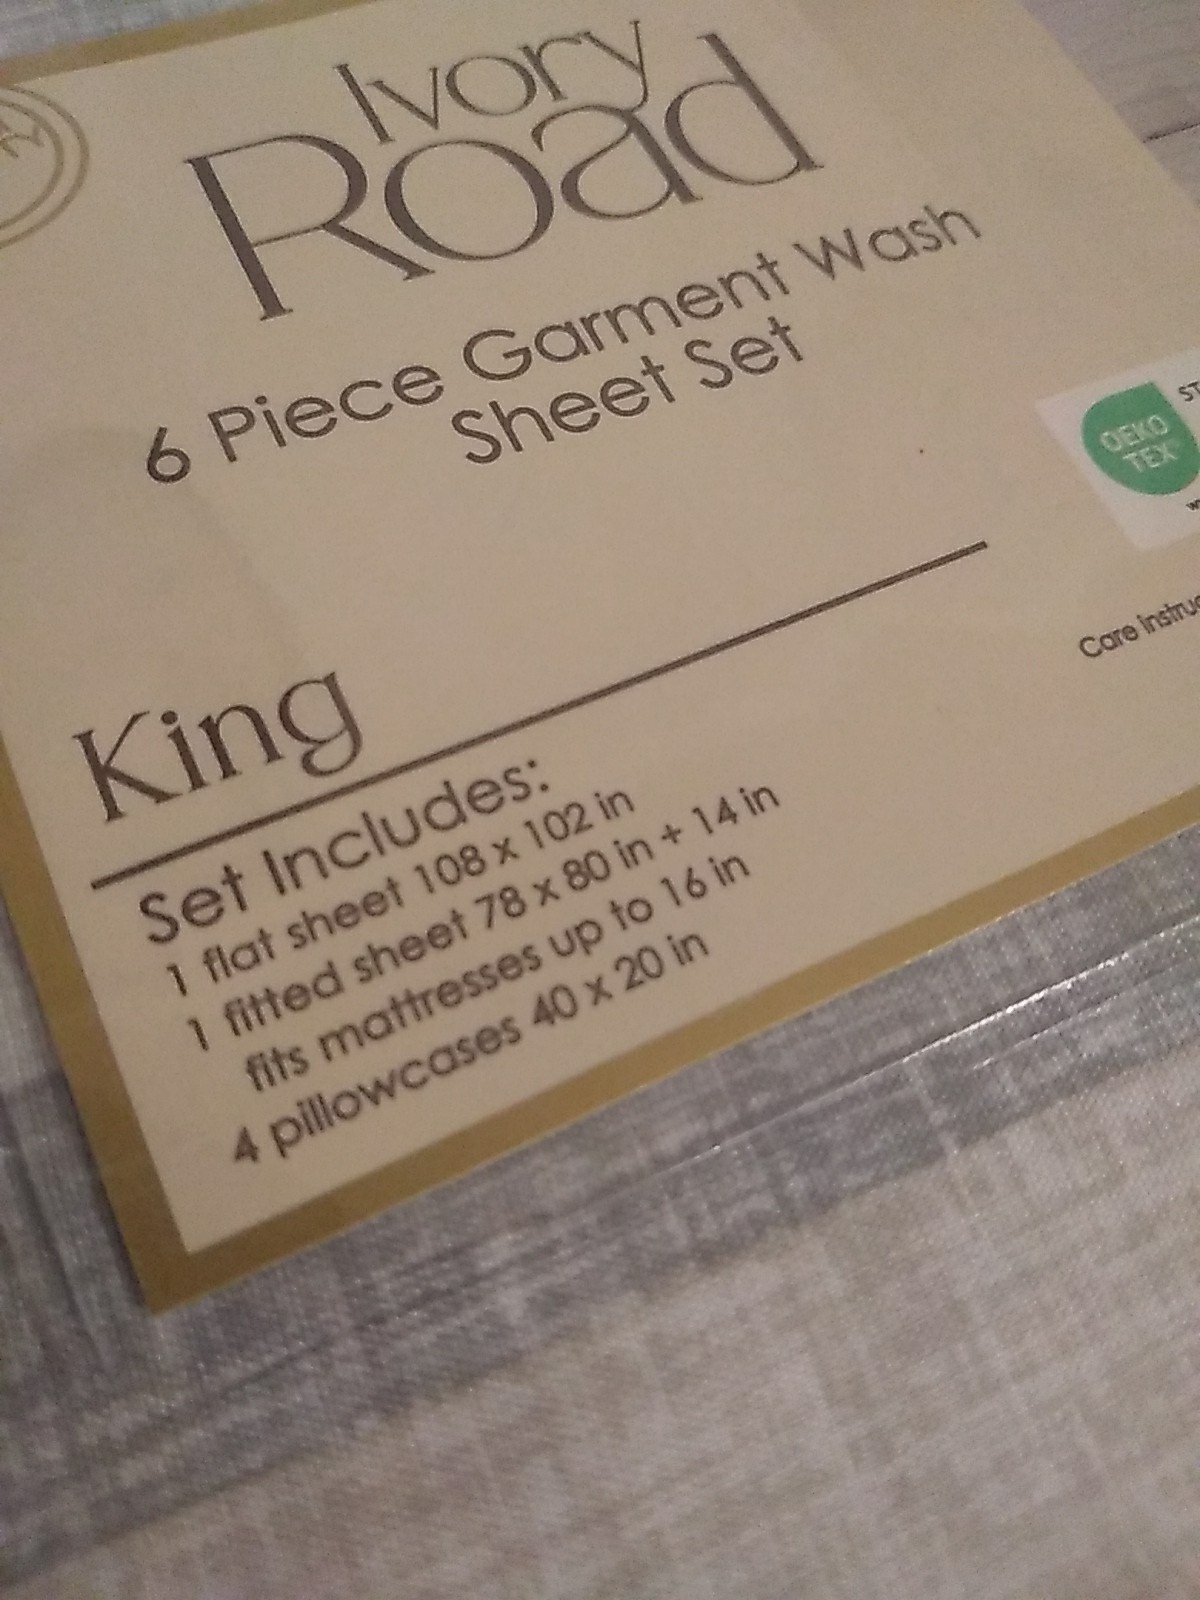 Ivory
Road
6 Piece Garment Wash
Sheet Set
OEKO
TEX®
King
Set Includes:
1 flat sheet 108 x 102 in
1 fitted sheet 78 x 80 in + 14 in
fits mattresses up to 16 in
4 pillowcases 40 x 20 in
Care